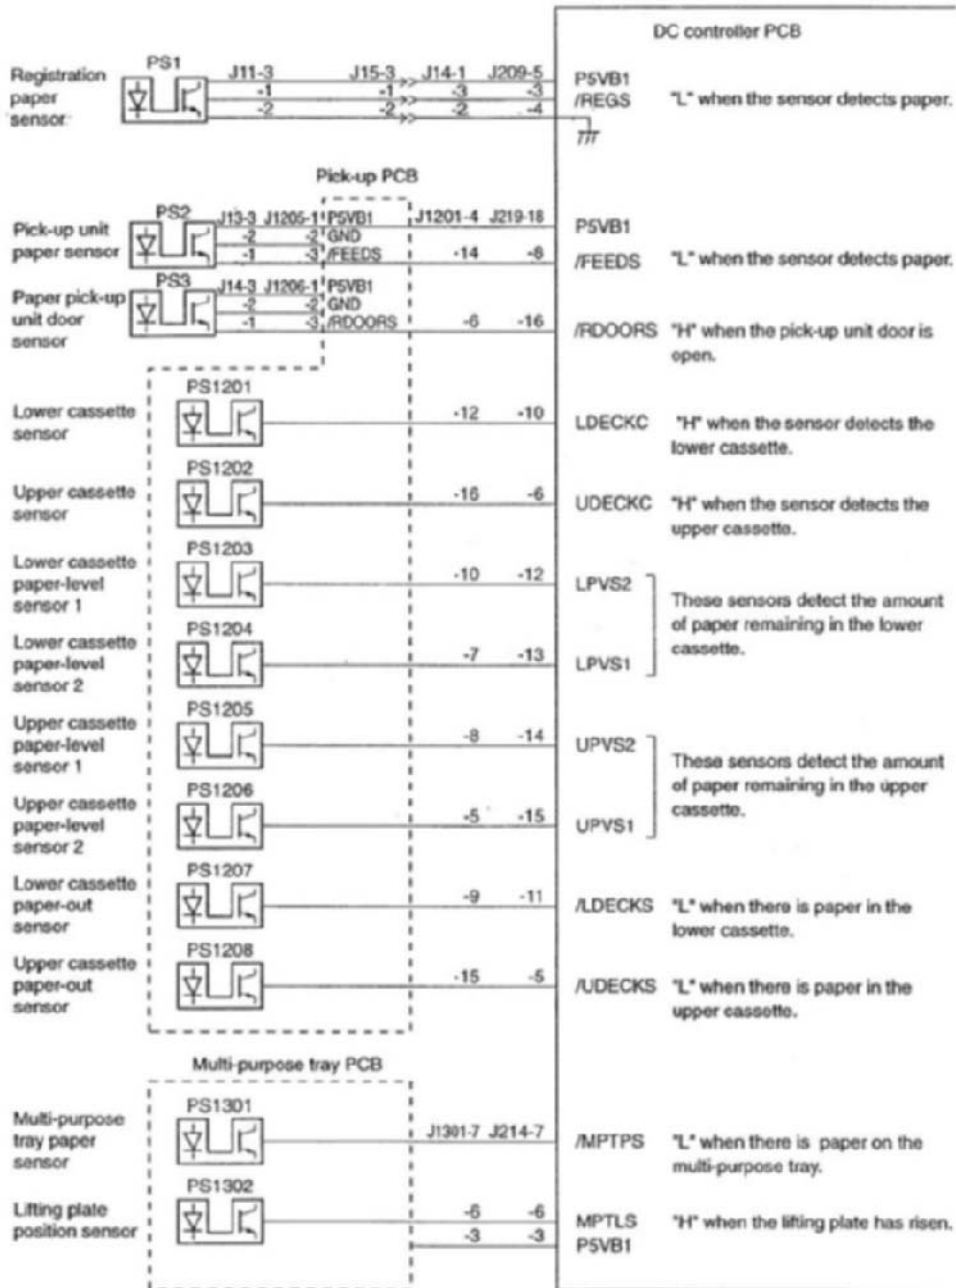 DC controller PCB
Registration
paper
sensor
PS1
J11-3 J15-3 J14-1 J209-5
-1 -1 -3 -3
-2 -2 -2 -4
P5VB1
/REGS "L" when the sensor detects paper.
Pick-up PCB
Pick-up unit
paper sensor
PS2
J13-3 J1205-1 P5VB1 J1201-4 J219-18 P5VB1
-2 -2 GND
-1 -3 /FEEDS -14 -8 /FEEDS "L" when the sensor detects paper.
Paper pick-up
unit door
sensor
PS3
J14-3 J1206-1 P5VB1
-2 -2 GND
-1 -3 /RDOORS -6 -16 /RDOORS "H" when the pick-up unit door is
open.
Lower cassette
sensor
PS1201
-12 -10 LDECKC "H" when the sensor detects the
lower cassette.
Upper cassette
sensor
PS1202
-16 -6 UDECKC "H" when the sensor detects the
upper cassette.
Lower cassette
paper-level
sensor 1
PS1203
-10 -12 LPVS2
Lower cassette
paper-level
sensor 2
PS1204
-7 -13 LPVS1
These sensors detect the amount
of paper remaining in the lower
cassette.
Upper cassette
paper-level
sensor 1
PS1205
-8 -14 UPVS2
Upper cassette
paper-level
sensor 2
PS1206
-5 -15 UPVS1
These sensors detect the amount
of paper remaining in the upper
cassette.
Lower cassette
paper-out
sensor
PS1207
-9 -11 /LDECKS "L" when there is paper in the
lower cassette.
Upper cassette
paper-out
sensor
PS1208
-15 -5 /UDECKS "L" when there is paper in the
upper cassette.
Multi-purpose tray PCB
Multi-purpose
tray paper
sensor
PS1301
J1301-7 J214-7 /MPTPS "L" when there is paper on the
multi-purpose tray.
Lifting plate
position sensor
PS1302
-6 -6 MPTLS "H" when the lifting plate has risen.
-3 -3 P5VB1